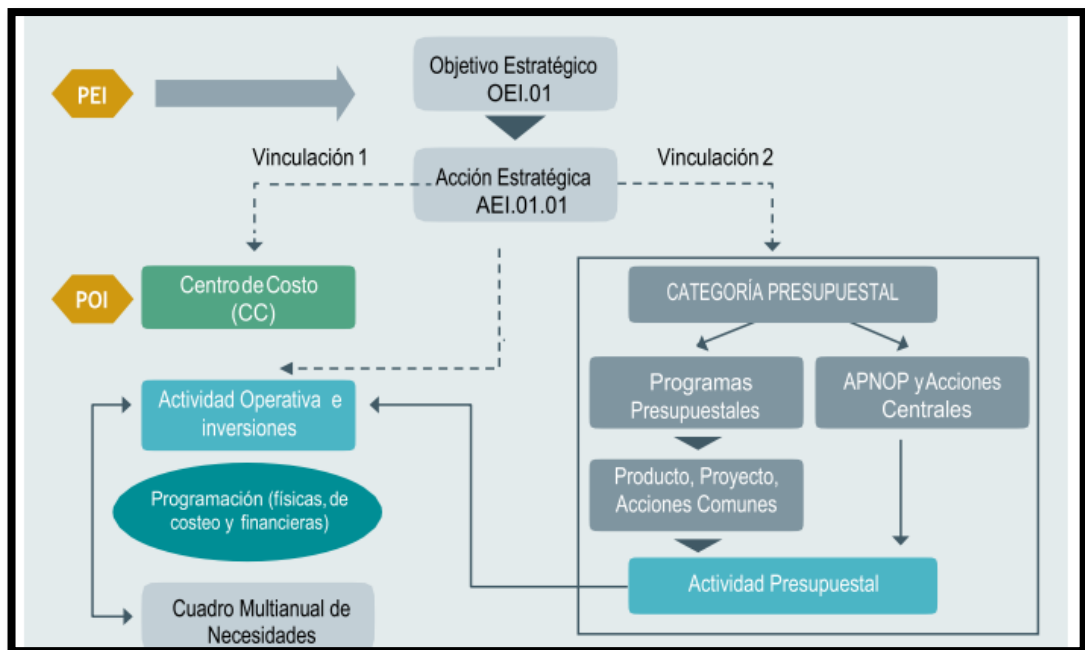 PEI
Objetivo Estratégico
OEI.01
Vinculación 1
Vinculación 2
Acción Estratégica
AEI.01.01
POI
Centro de Costo
(CC)
CATEGORÍA PRESUPUESTAL
Programas
Presupuestales
APNOP y Acciones
Centrales
Actividad Operativa e
inversiones
Producto, Proyecto,
Acciones Comunes
Programación (físicas, de
costeo y financieras)
Actividad Presupuestal
Cuadro Multianual de
Necesidades